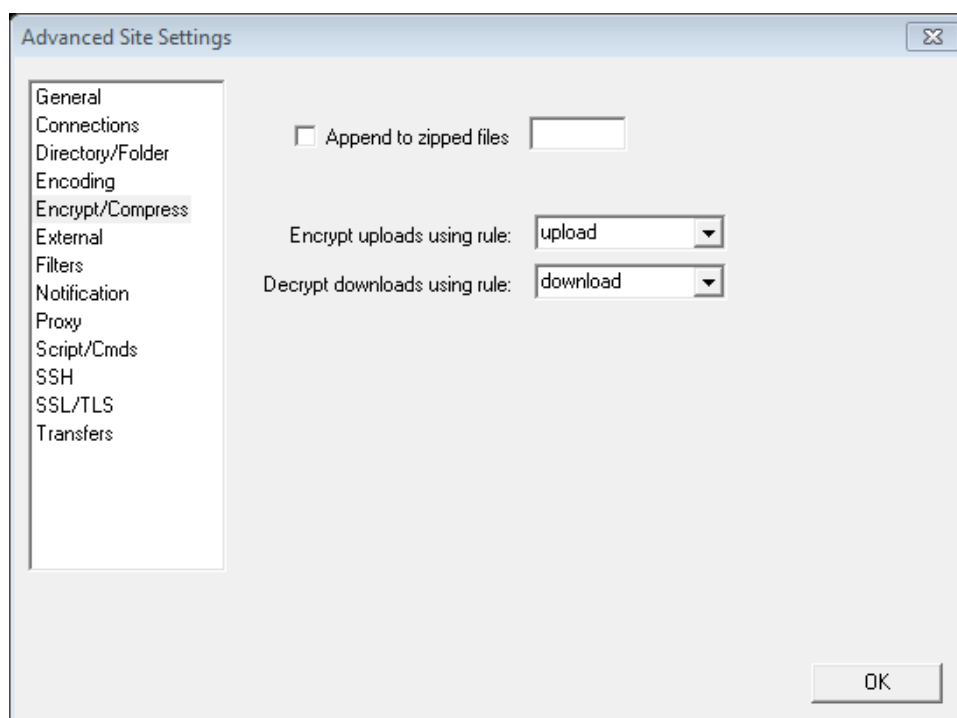 Advanced Site Settings
General
Connections
Directory/Folder
Encoding
Encrypt/Compress
External
Filters
Notification
Proxy
Script/Cmds
SSH
SSL/TLS
Transfers
Append to zipped files
Encrypt uploads using rule: upload
Decrypt downloads using rule: download
OK